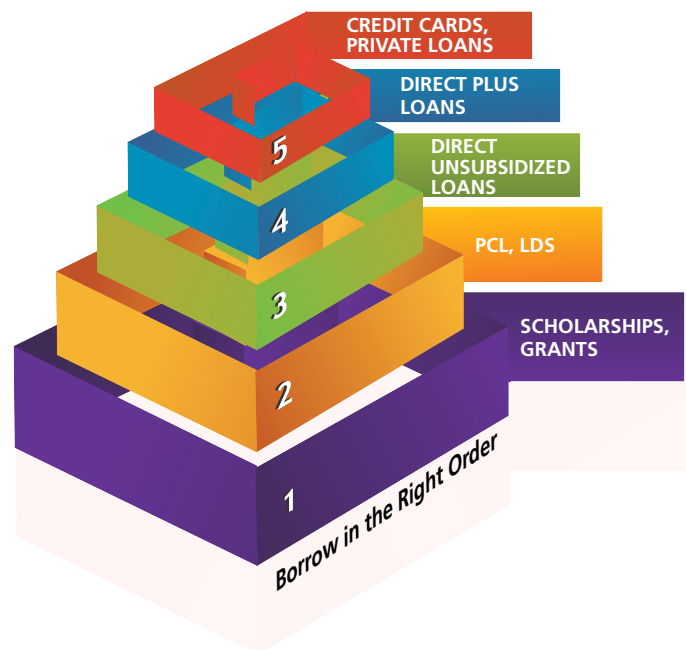 CREDIT CARDS,
PRIVATE LOANS
DIRECT PLUS
LOANS
DIRECT
UNSUBSIDIZED
LOANS
PCL, LDS
SCHOLARSHIPS,
GRANTS
5
4
3
2
1
Borrow in the Right Order